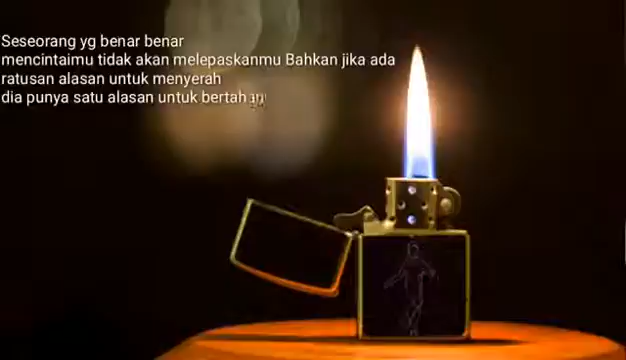 Seseorang yg benar benar
mencintaimu tidak akan melepaskanmu Bahkan jika ada
ratusan alasan untuk menyerah
dia punya satu alasan untuk bertahan